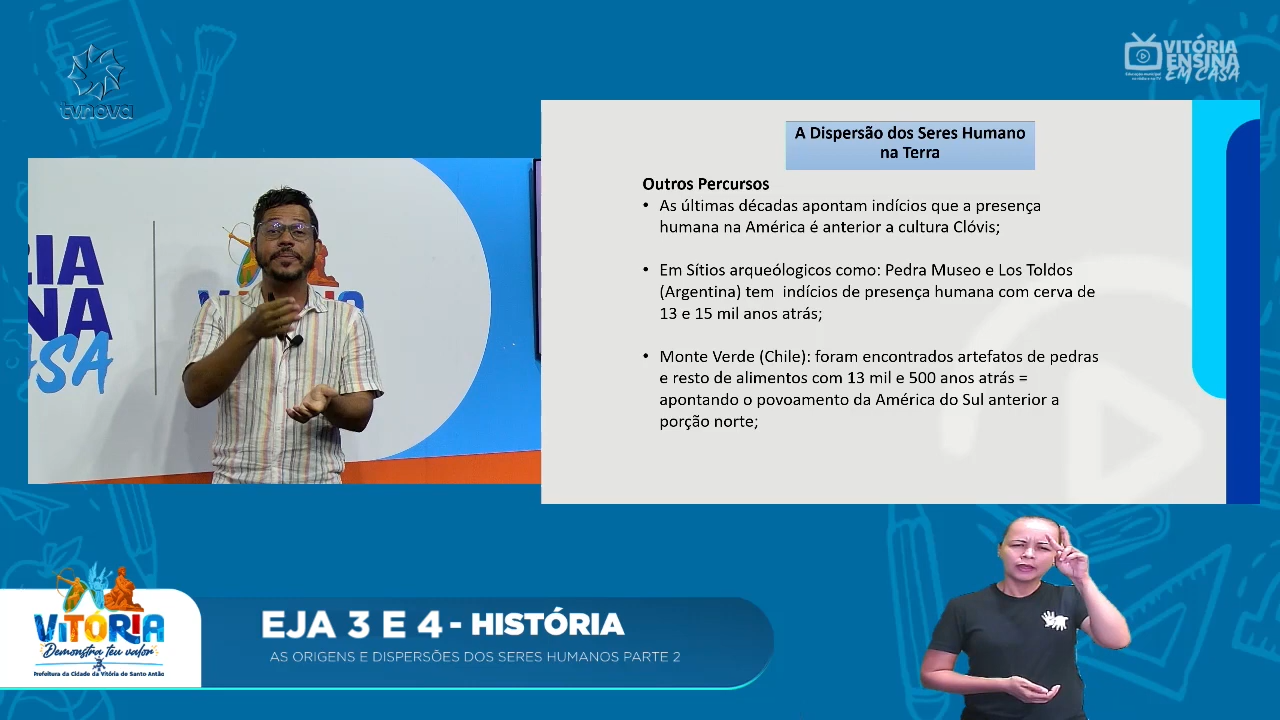 tvnova
VITÓRIA
ENSINA
EM CASA
A Dispersão dos Seres Humano
na Terra
Outros Percursos
• As últimas décadas apontam indícios que a presença
humana na América é anterior a cultura Clóvis;
• Em Sítios arqueólogicos como: Pedra Museo e Los Toldos
(Argentina) tem indícios de presença humana com cerva de
13 e 15 mil anos atrás;
• Monte Verde (Chile): foram encontrados artefatos de pedras
e resto de alimentos com 13 mil e 500 anos atrás =
apontando o povoamento da América do Sul anterior a
porção norte;
VITÓRIA
Demonstra teu valor
Prefeitura da Cidade da Vitória de Santo Antão
EJA 3 E 4 - HISTÓRIA
AS ORIGENS E DISPERSÕES DOS SERES HUMANOS PARTE 2